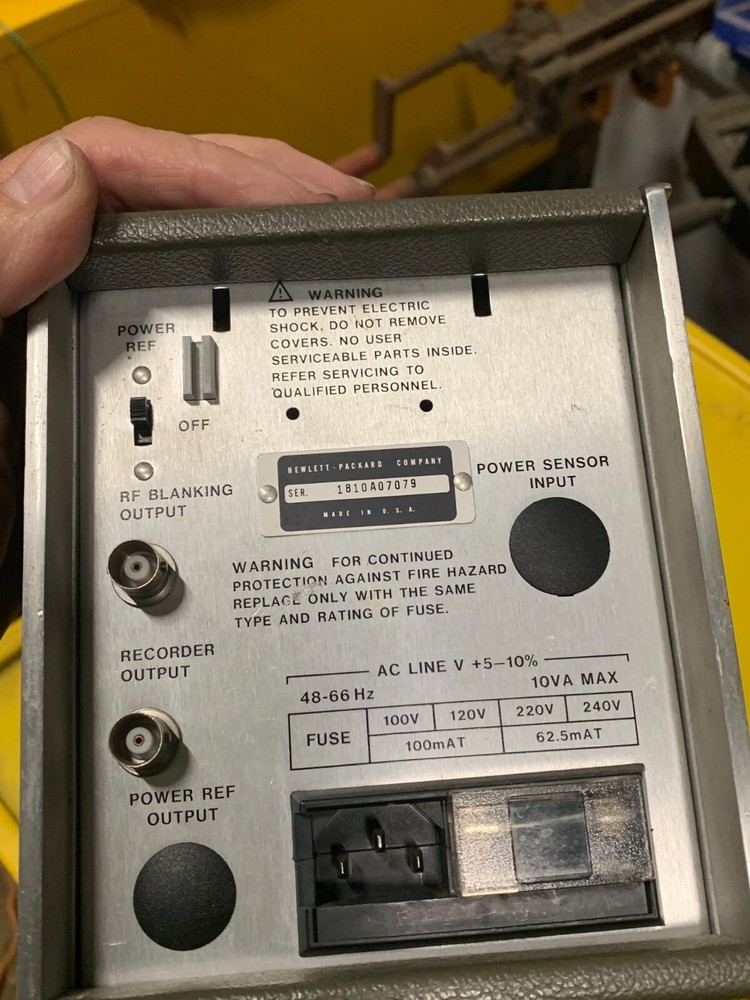 WARNING
TO PREVENT ELECTRIC
SHOCK, DO NOT REMOVE
COVERS. NO USER
SERVICEABLE PARTS INSIDE.
REFER SERVICING TO
QUALIFIED PERSONNEL.
POWER
REF
OFF
HEWLETT-PACKARD COMPANY
SER. 1810A07079
MADE IN U.S.A.
POWER SENSOR
INPUT
RF BLANKING
OUTPUT
WARNING FOR CONTINUED
PROTECTION AGAINST FIRE HAZARD
REPLACE ONLY WITH THE SAME
TYPE AND RATING OF FUSE.
RECORDER
OUTPUT
AC LINE V +5-10%
48-66 Hz 10VA MAX
FUSE 100V 120V 220V 240V
100mAT 62.5mAT
POWER REF
OUTPUT